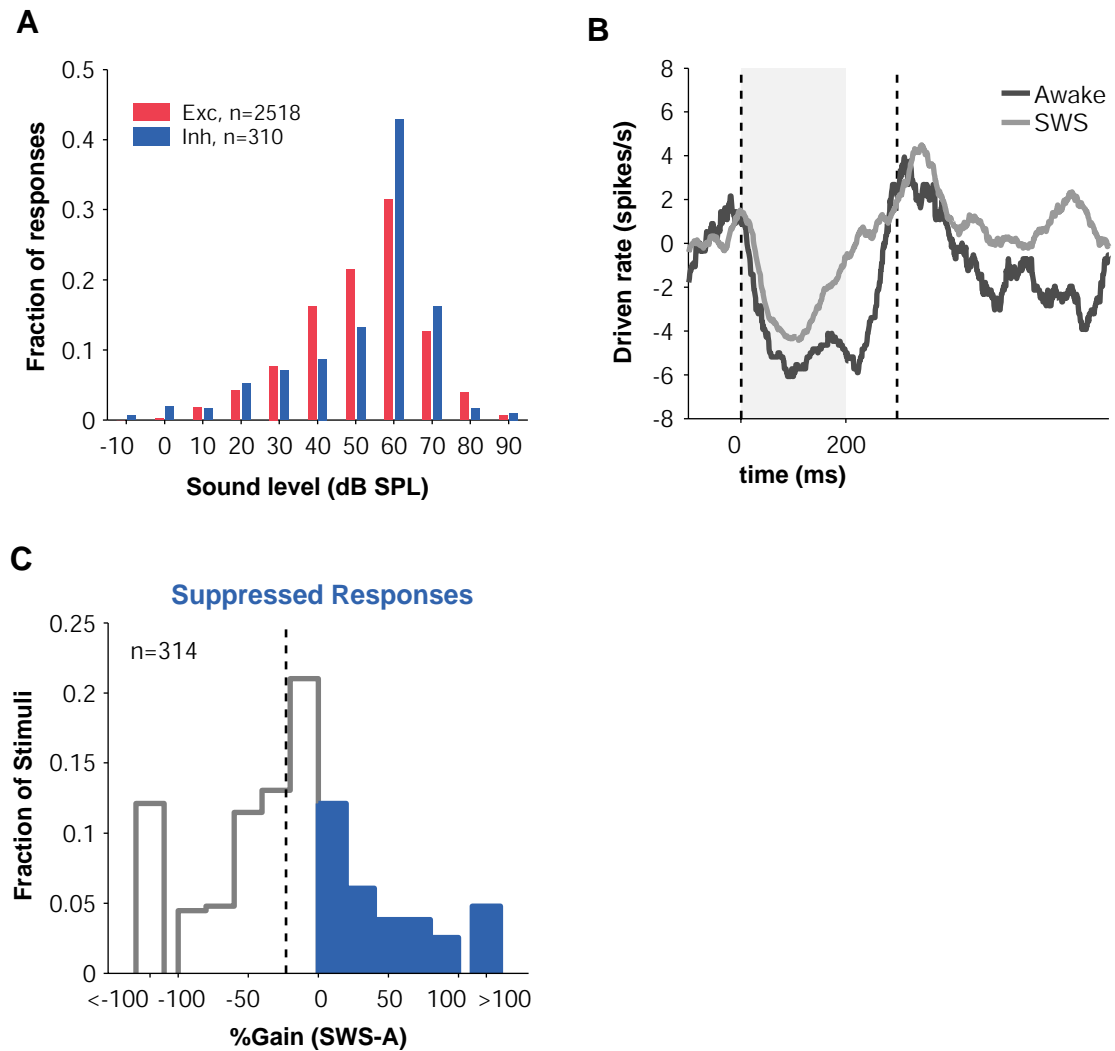 A
0.5
0.4
0.3
0.2
0.1
0
Fraction of responses
Exc, n=2518
Inh, n=310
-10 0 10 20 30 40 50 60 70 80 90
Sound level (dB SPL)
B
8
6
4
2
0
-2
-4
-6
-8
Driven rate (spikes/s)
Awake
SWS
0 200
time (ms)
C
Suppressed Responses
0.25
0.2
0.15
0.1
0.05
0
Fraction of Stimuli
n=314
<-100 -100 -50 0 50 100 >100
%Gain (SWS-A)